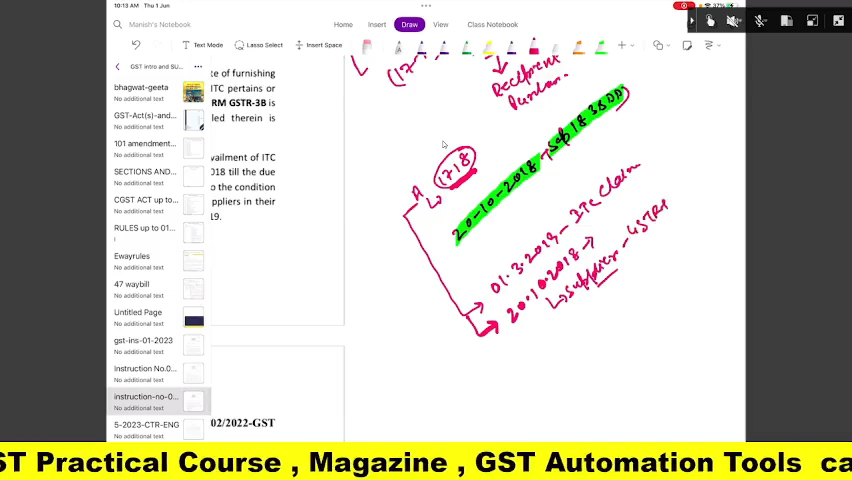 10:13 AM Thu 1 Jun
37%
Manish's Notebook
Home Insert Draw View Class Notebook
Text Mode Lasso Select Insert Space
GST intro and SU...
bhagwat-geeta
No additional text
GST-Act(s)-and...
No additional text
101 amendment...
No additional text
SECTIONS AND...
No additional text
CGST ACT up to...
No additional text
RULES up to 01...
I
Ewayrules
No additional text
47 waybill
No additional text
Untitled Page
No additional text
gst-ins-01-2023
No additional text
Instruction No.0...
No additional text
instruction-no-0...
No additional text
5-2023-CTR-ENG
No additional text
te of furnishing
ITC pertains or
RM GSTR-3B is
led therein is
vailment of ITC
018 till the due
o the condition
ppliers in their
19.
02/2022-GST
(17-
Recipient
A
1718
20-10-2018 Sep 18 3B DD
01.3.2019 - ITC Claim
20.10.2018
Supplier - GSTR1
ST Practical Course , Magazine , GST Automation Tools ca